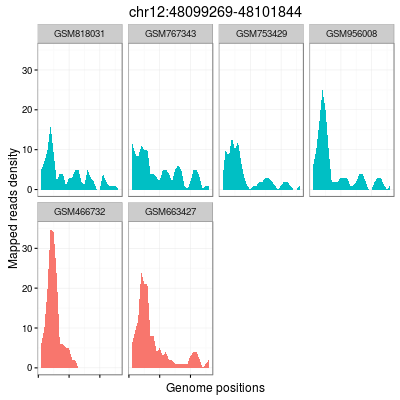 chr12:48099269-48101844
GSM818031 GSM767343 GSM753429 GSM956008
30
20
10
0
GSM466732 GSM663427
30
20
10
0
Mapped reads density
Genome positions